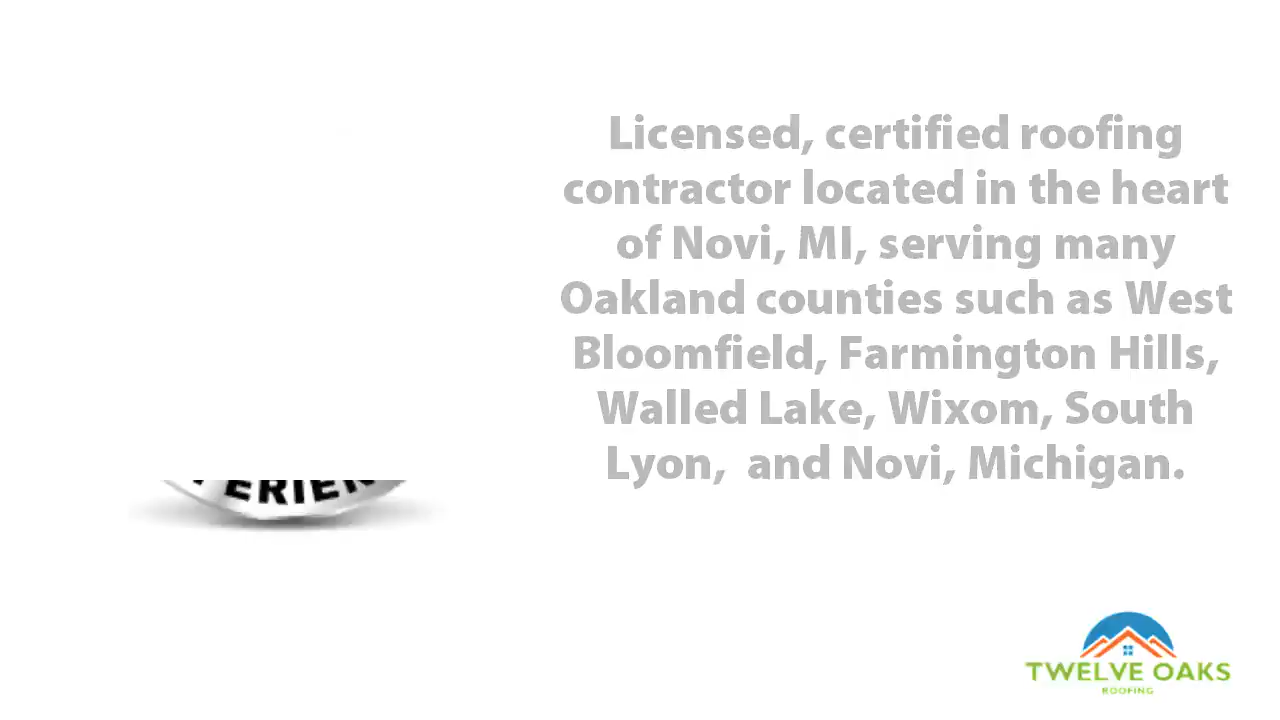 Licensed, certified roofing
contractor located in the heart
of Novi, MI, serving many
Oakland counties such as West
Bloomfield, Farmington Hills,
Walled Lake, Wixom, South
Lyon, and Novi, Michigan.
TWELVE OAKS
ROOFING